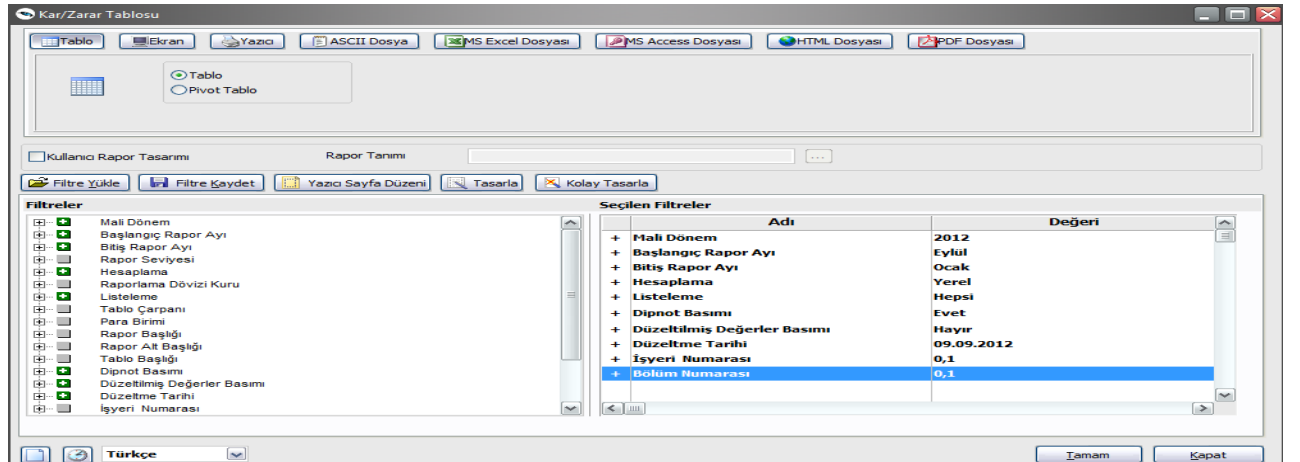 Kar/Zarar Tablosu
Tablo Ekran Yazıcı ASCII Dosya MS Excel Dosyası MS Access Dosyası HTML Dosyası PDF Dosyası
Tablo
Pivot Tablo
Kullanıcı Rapor Tasarımı Rapor Tanımı ...
Filtre Yükle Filtre Kaydet Yazıcı Sayfa Düzeni Tasarla Kolay Tasarla
Filtreler
Mali Dönem
Başlangıç Rapor Ayı
Bitiş Rapor Ayı
Rapor Seviyesi
Hesaplama
Raporlama Dövizi Kuru
Listeleme
Tablo Çarpanı
Para Birimi
Rapor Başlığı
Rapor Alt Başlığı
Tablo Başlığı
Dipnot Basımı
Düzeltilmiş Değerler Basımı
Düzeltme Tarihi
İşyeri Numarası
Seçilen Filtreler
Adı Değeri
+ Mali Dönem 2012
+ Başlangıç Rapor Ayı Eylül
+ Bitiş Rapor Ayı Ocak
+ Hesaplama Yerel
+ Listeleme Hepsi
+ Dipnot Basımı Evet
+ Düzeltilmiş Değerler Basımı Hayır
+ Düzeltme Tarihi 09.09.2012
+ İşyeri Numarası 0,1
+ Bölüm Numarası 0,1
Türkçe Tamam Kapat